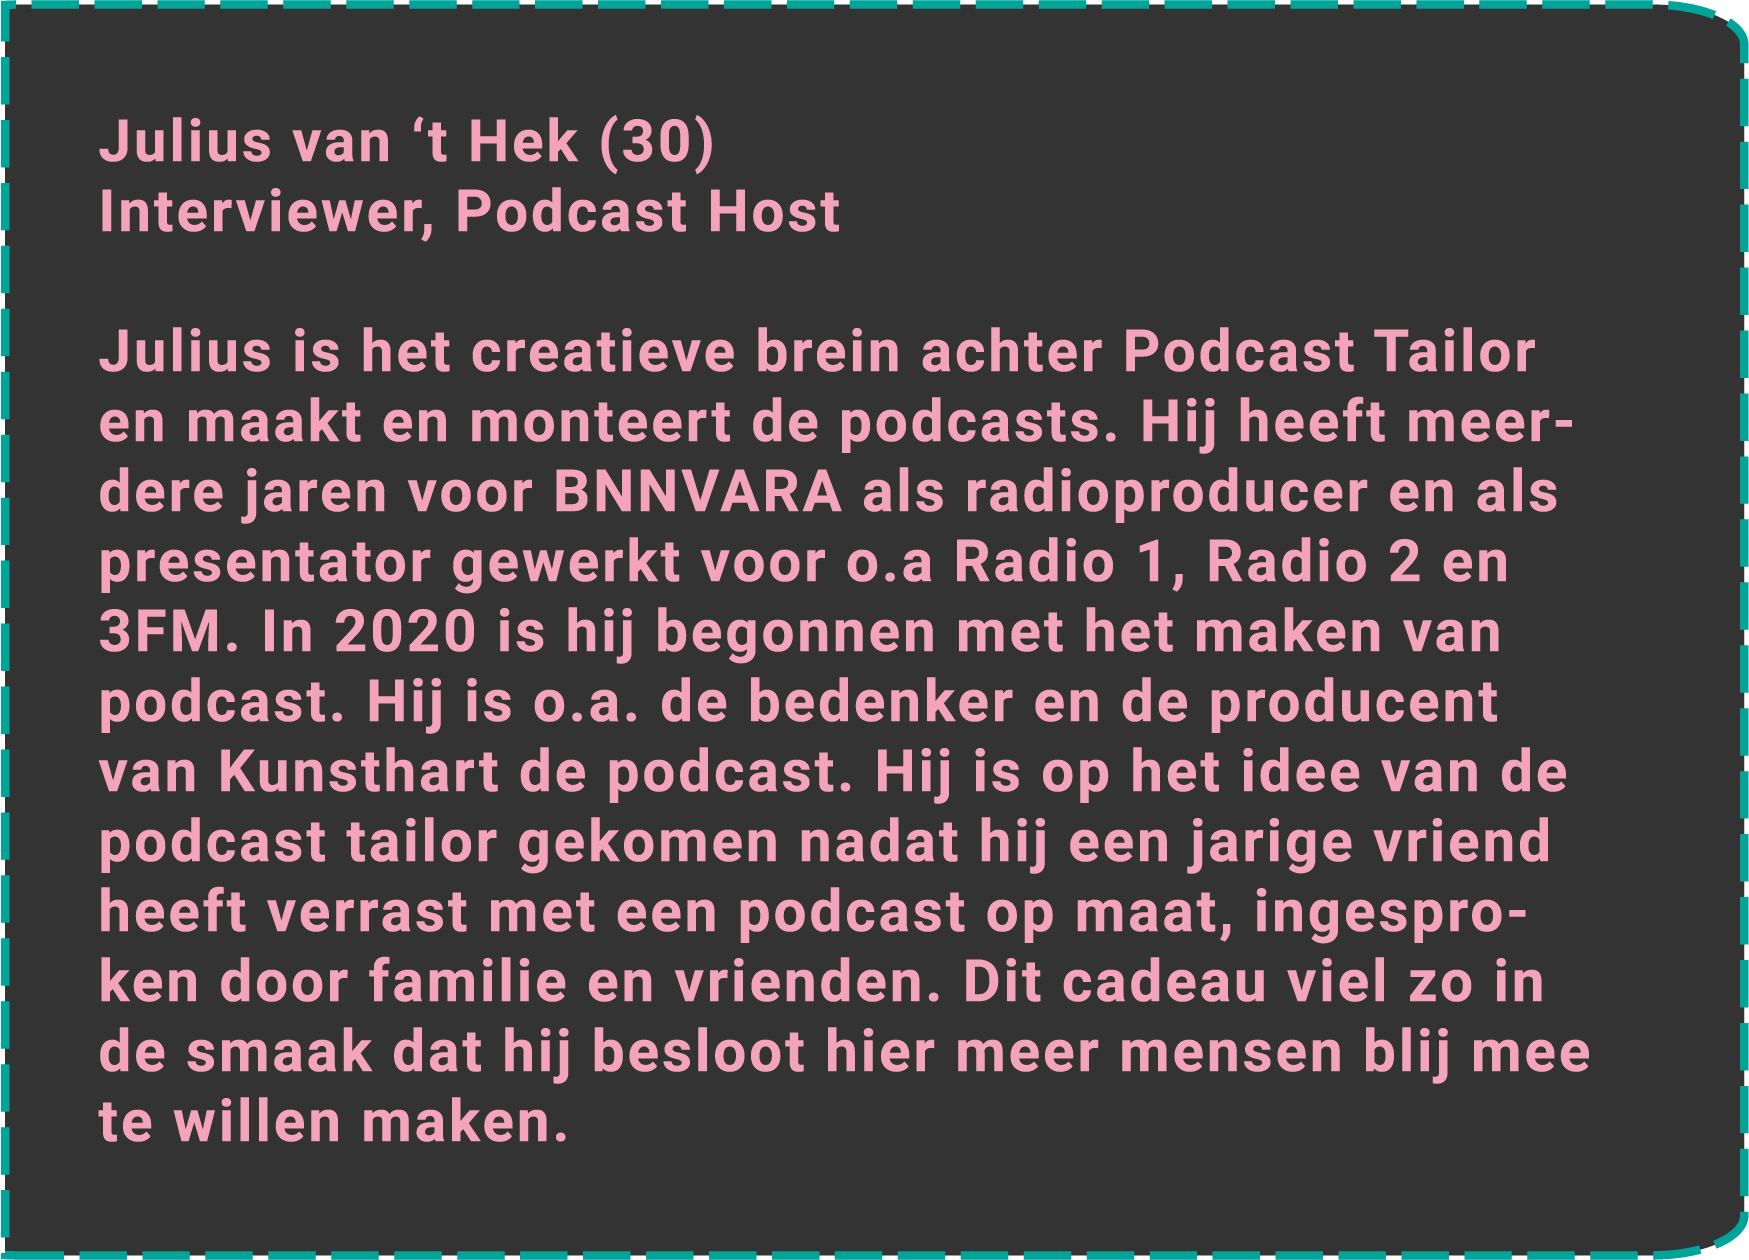 Julius van ‘t Hek (30)
Interviewer, Podcast Host
Julius is het creatieve brein achter Podcast Tailor
en maakt en monteert de podcasts. Hij heeft meer-
dere jaren voor BNNVARA als radioproducer en als
presentator gewerkt voor o.a Radio 1, Radio 2 en
3FM. In 2020 is hij begonnen met het maken van
podcast. Hij is o.a. de bedenker en de producent
van Kunsthart de podcast. Hij is op het idee van de
podcast tailor gekomen nadat hij een jarige vriend
heeft verrast met een podcast op maat, ingespro-
ken door familie en vrienden. Dit cadeau viel zo in
de smaak dat hij besloot hier meer mensen blij mee
te willen maken.